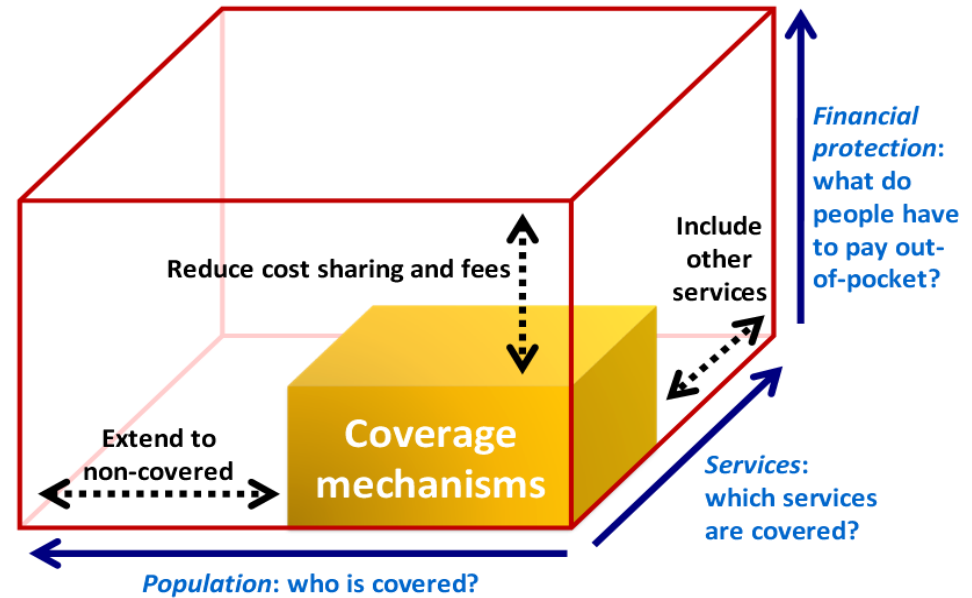 Financial
protection:
what do
people have
to pay out-
of-pocket?
Include
other
services
Reduce cost sharing and fees
Extend to
non-covered
Coverage
mechanisms
Services:
which services
are covered?
Population: who is covered?